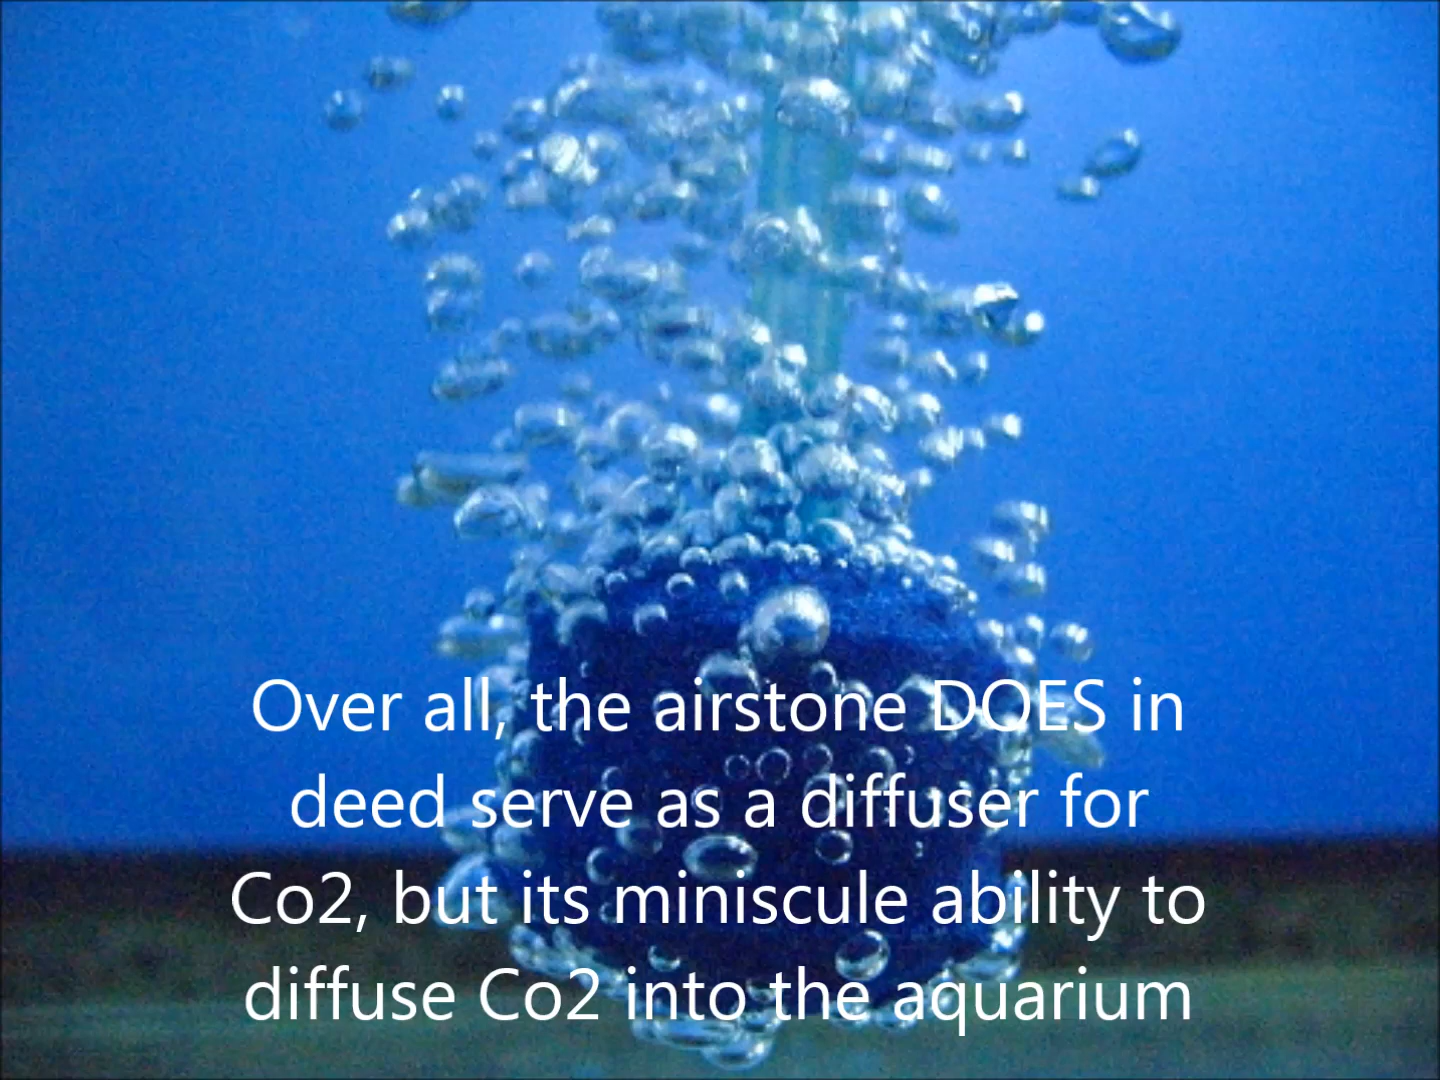 Over all, the airstone DOES in
deed serve as a diffuser for
Co2, but its miniscule ability to
diffuse Co2 into the aquarium